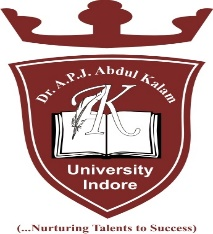 Dr. A.P.J. Abdul Kalam
AK
University
Indore
(...Nurturing Talents to Success)